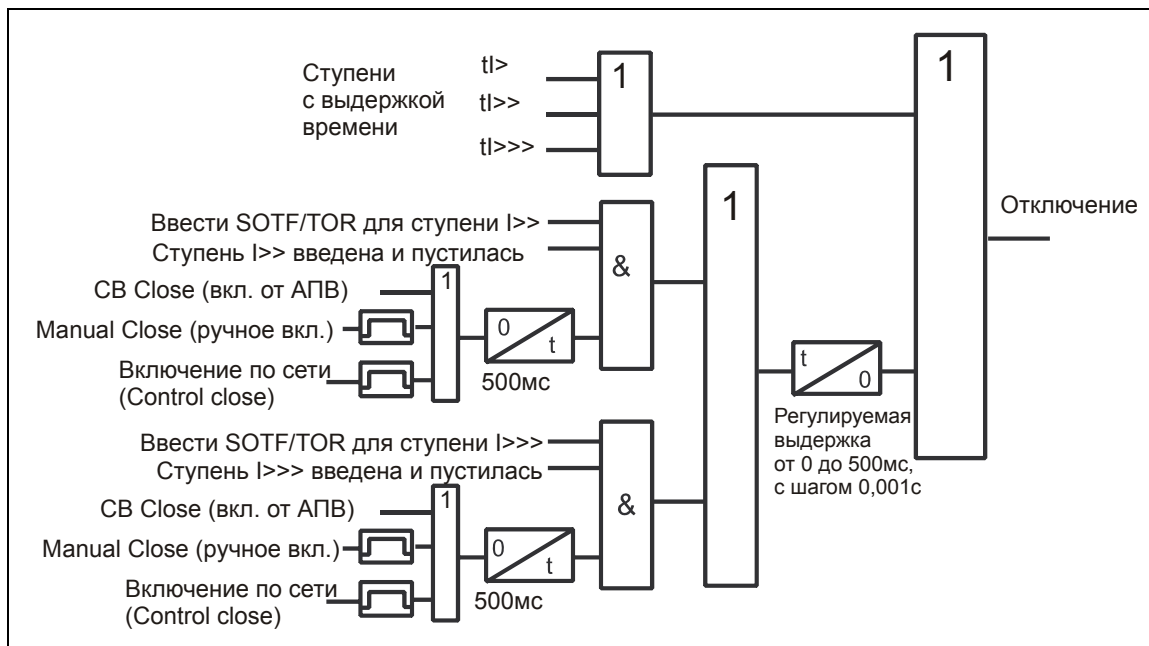 Ступени
с выдержкой
времени
tI>
tI>>
tI>>>
1
1
Отключение
Ввести SOTF/TOR для ступени I>>
Ступень I>> введена и пустилась
CB Close (вкл. от АПВ)
Manual Close (ручное вкл.)
Включение по сети
(Control close)
1
0
t
500мс
&
1
t
0
Регулируемая
выдержка
от 0 до 500мс,
с шагом 0,001с
Ввести SOTF/TOR для ступени I>>>
Ступень I>>> введена и пустилась
CB Close (вкл. от АПВ)
Manual Close (ручное вкл.)
Включение по сети
(Control close)
1
0
t
500мс
&